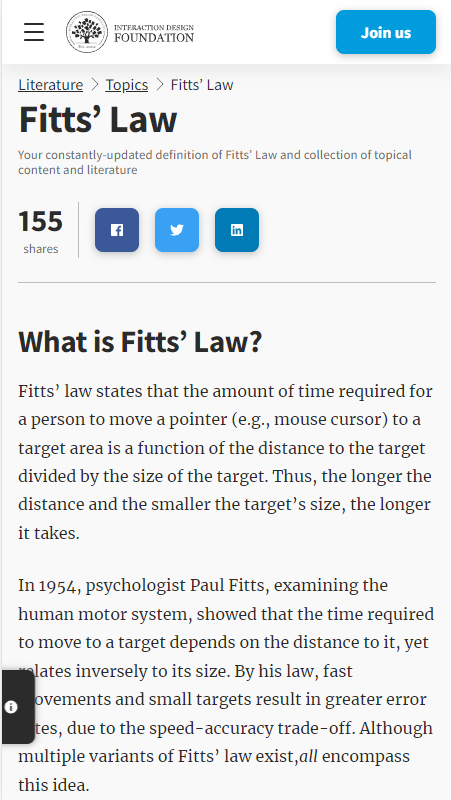 INTERACTION DESIGN
FOUNDATION
Join us
Literature > Topics > Fitts’ Law
Fitts’ Law
Your constantly-updated definition of Fitts’ Law and collection of topical
content and literature
155
shares
What is Fitts’ Law?
Fitts’ law states that the amount of time required for
a person to move a pointer (e.g., mouse cursor) to a
target area is a function of the distance to the target
divided by the size of the target. Thus, the longer the
distance and the smaller the target’s size, the longer
it takes.
In 1954, psychologist Paul Fitts, examining the
human motor system, showed that the time required
to move to a target depends on the distance to it, yet
relates inversely to its size. By his law, fast
movements and small targets result in greater error
rates, due to the speed-accuracy trade-off. Although
multiple variants of Fitts’ law exist,all encompass
this idea.